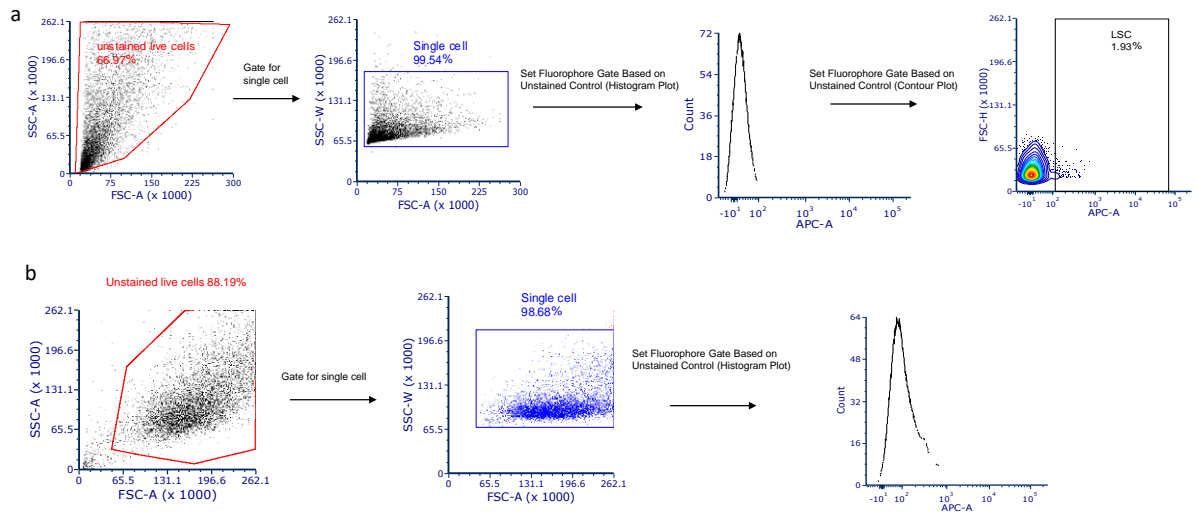 a
262.1
196.6
131.1
65.5
0
SSC-A (x 1000)
unstained live cells
66.97%
0 75 150 225 300
FSC-A (x 1000)
Gate for
single cell
262.1
196.6
131.1
65.5
0
SSC-W (x 1000)
Single cell
99.54%
75 150 225 300
FSC-A (x 1000)
Set Fluorophore Gate Based on
Unstained Control (Histogram Plot)
72
54
36
18
0
Count
-10¹ 10² 10³ 10⁴ 10⁵
APC-A
Set Fluorophore Gate Based on
Unstained Control (Contour Plot)
262.1
196.6
131.1
65.5
0
FSC-H (x 1000)
LSC
1.93%
-10¹ 10² 10³ 10⁴ 10⁵
APC-A
b
Unstained live cells 88.19%
262.1
196.6
131.1
65.5
0
SSC-A (x 1000)
0 65.5 131.1 196.6 262.1
FSC-A (x 1000)
Gate for single cell
262.1
196.6
131.1
65.5
0
SSC-W (x 1000)
Single cell
98.68%
0 65.5 131.1 196.6 262.1
FSC-A (x 1000)
Set Fluorophore Gate Based on
Unstained Control (Histogram Plot)
64
48
32
16
0
Count
-10¹ 10² 10³ 10⁴ 10⁵
APC-A